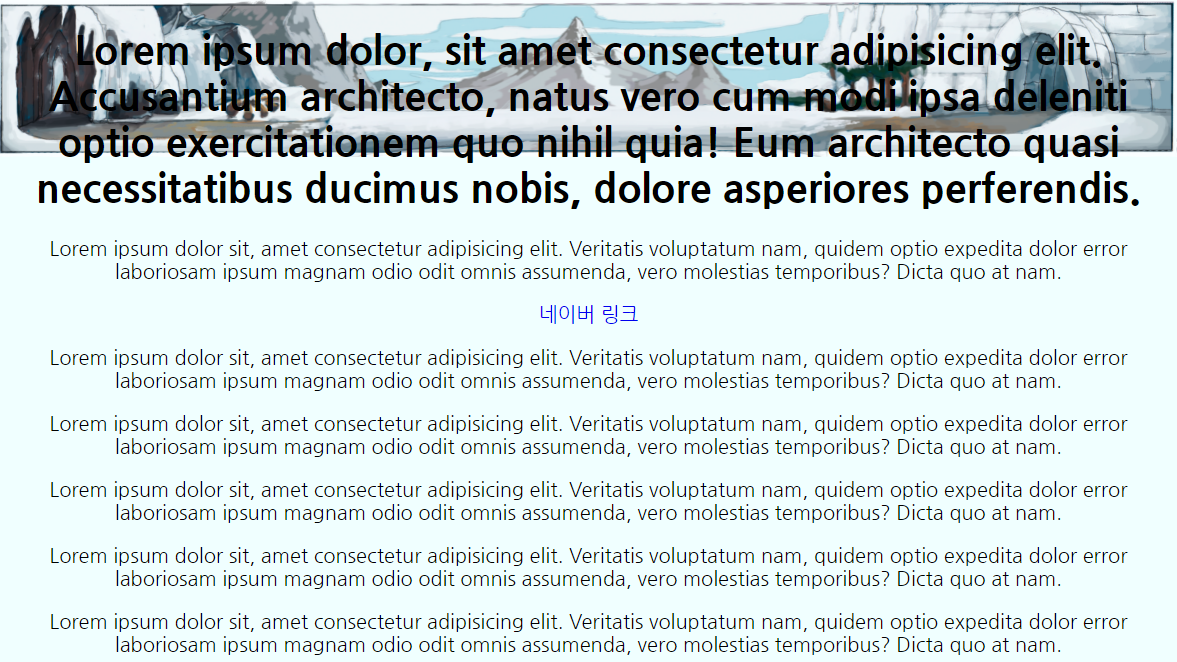 Lorem ipsum dolor, sit amet consectetur adipisicing elit.
Accusantium architecto, natus vero cum modi ipsa deleniti
optio exercitationem quo nihil quia! Eum architecto quasi
necessitatibus ducimus nobis, dolore asperiores perferendis.
Lorem ipsum dolor sit, amet consectetur adipisicing elit. Veritatis voluptatum nam, quidem optio expedita dolor error
laboriosam ipsum magnam odio odit omnis assumenda, vero molestias temporibus? Dicta quo at nam.
네이버 링크
Lorem ipsum dolor sit, amet consectetur adipisicing elit. Veritatis voluptatum nam, quidem optio expedita dolor error
laboriosam ipsum magnam odio odit omnis assumenda, vero molestias temporibus? Dicta quo at nam.
Lorem ipsum dolor sit, amet consectetur adipisicing elit. Veritatis voluptatum nam, quidem optio expedita dolor error
laboriosam ipsum magnam odio odit omnis assumenda, vero molestias temporibus? Dicta quo at nam.
Lorem ipsum dolor sit, amet consectetur adipisicing elit. Veritatis voluptatum nam, quidem optio expedita dolor error
laboriosam ipsum magnam odio odit omnis assumenda, vero molestias temporibus? Dicta quo at nam.
Lorem ipsum dolor sit, amet consectetur adipisicing elit. Veritatis voluptatum nam, quidem optio expedita dolor error
laboriosam ipsum magnam odio odit omnis assumenda, vero molestias temporibus? Dicta quo at nam.
Lorem ipsum dolor sit, amet consectetur adipisicing elit. Veritatis voluptatum nam, quidem optio expedita dolor error
laboriosam ipsum magnam odio odit omnis assumenda, vero molestias temporibus? Dicta quo at nam.